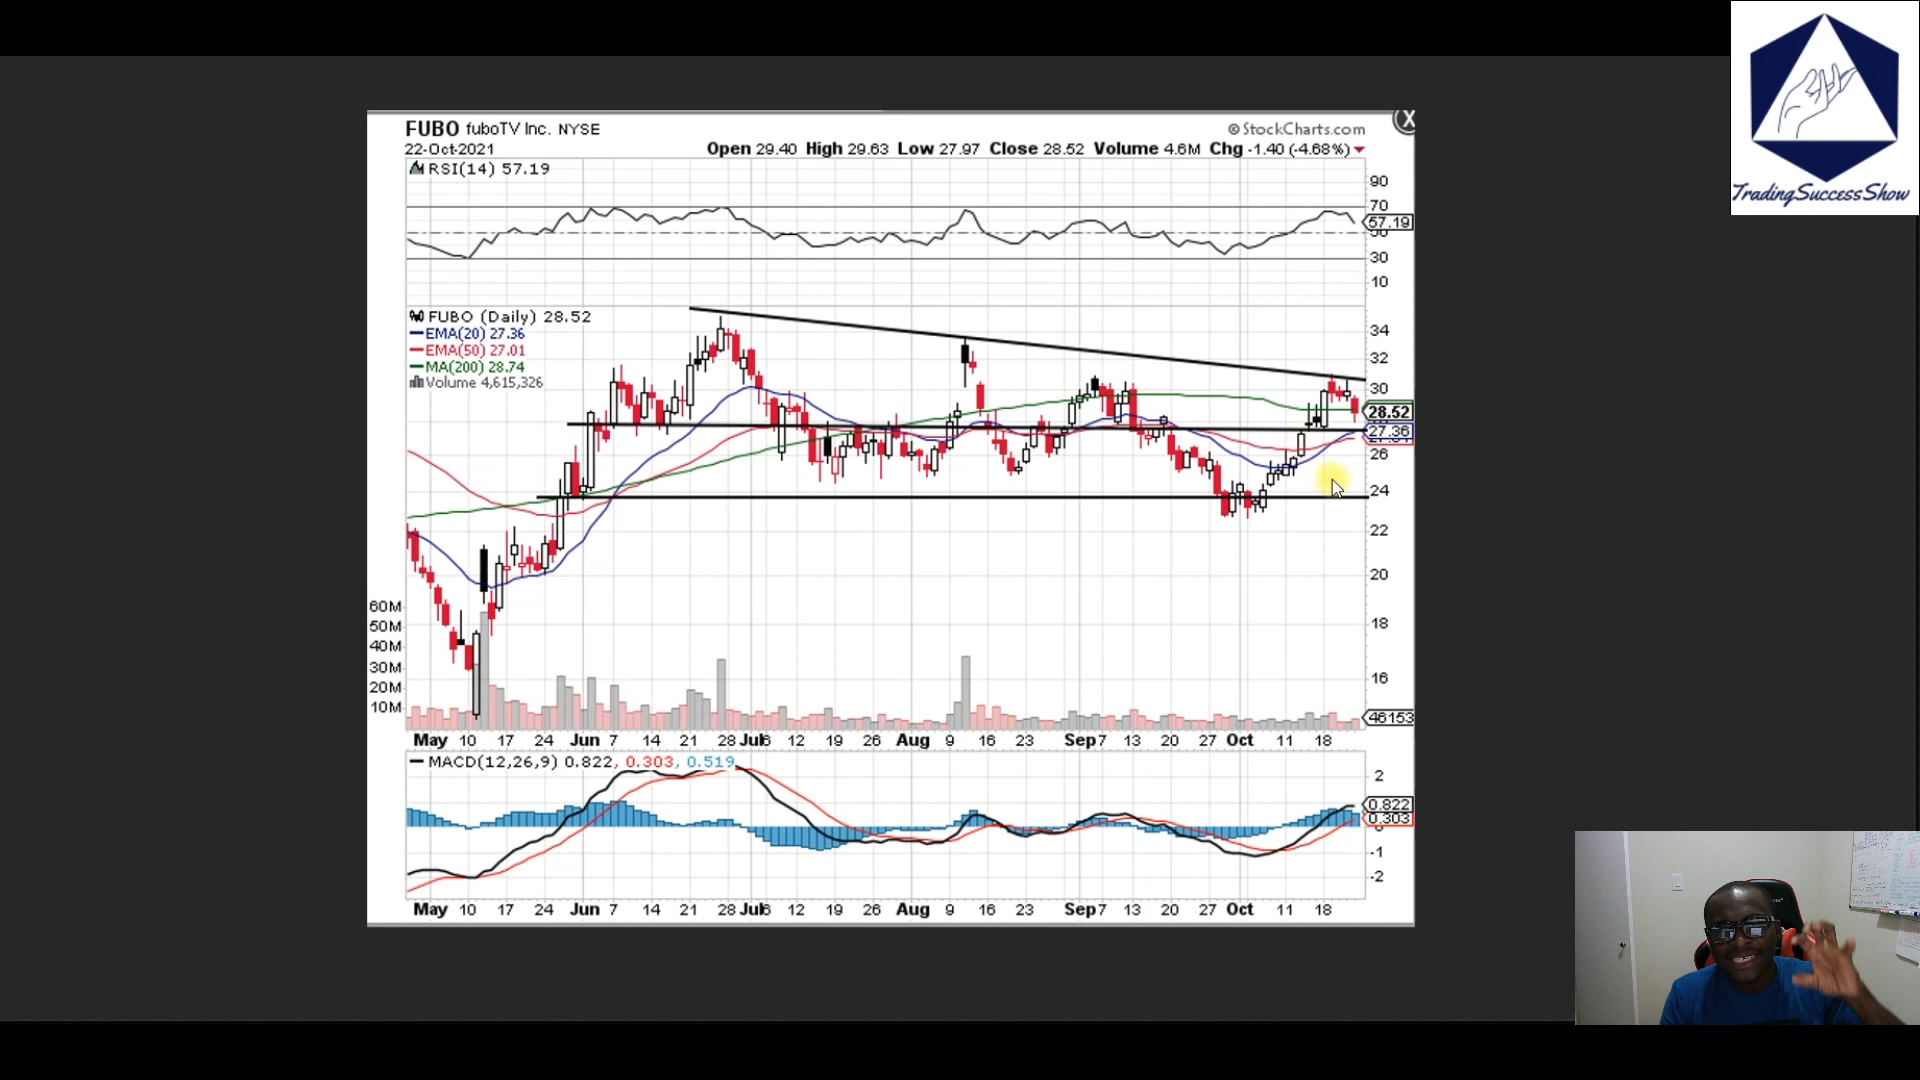 FUBO fuboTV Inc. NYSE
© StockCharts.com
X
22-Oct-2021
Open 29.40 High 29.63 Low 27.97 Close 28.52 Volume 4.6M Chg -1.40 (-4.68%)
RSI(14) 57.19
90
70
57.19
50
30
10
FUBO (Daily) 28.52
EMA(20) 27.36
EMA(50) 27.01
MA(200) 28.74
Volume 4,615,326
34
32
30
28.52
27.36
26
24
22
20
18
16
60M
50M
40M
30M
20M
10M
46153
May 10 17 24 Jun 7 14 21 28 Jul 6 12 19 26 Aug 9 16 23 Sep 7 13 20 27 Oct 11 18
MACD(12,26,9) 0.822, 0.303, 0.519
2
0.822
0.303
-1
-2
May 10 17 24 Jun 7 14 21 28 Jul 6 12 19 26 Aug 9 16 23 Sep 7 13 20 27 Oct 11 18
TradingSuccessShow